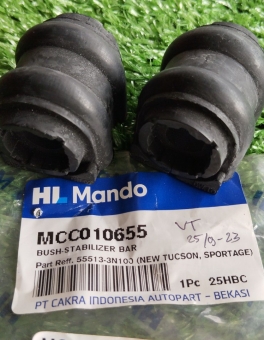 HL Mando
MCC010655
BUSH-STABILIZER BAR
Part Reff. 55513-3N100 (NEW TUCSON, SPORTAGE)
VT
25/9-23
1Pc 25HBC
PT CAKRA INDONESIA AUTOPART - BEKASI